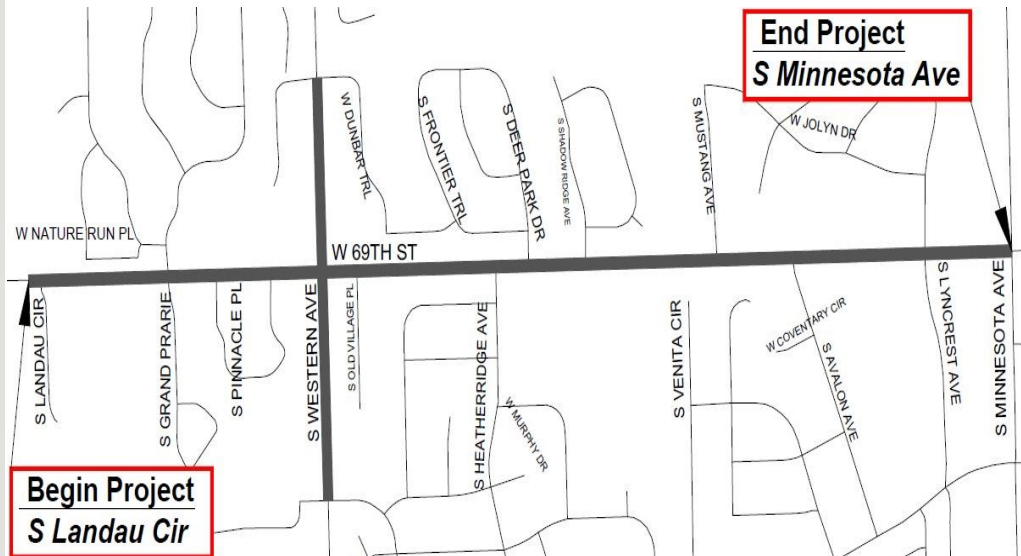 End Project
S Minnesota Ave
W DUNBAR TRL
S FRONTIER TRL
S DEER PARK DR
S SHADOW RIDGE AVE
S MUSTANG AVE
W JOLYN DR
W NATURE RUN PL
W 69TH ST
S LANDAU CIR
S GRAND PRARIE
S PINNACLE PL
S WESTERN AVE
S OLD VILLAGE PL
S HEATHERRIDGE AVE
W MURPHY DR
S VENITA CIR
W COVENTARY CIR
S AVALON AVE
S LYNCREST AVE
S MINNESOTA AVE
Begin Project
S Landau Cir